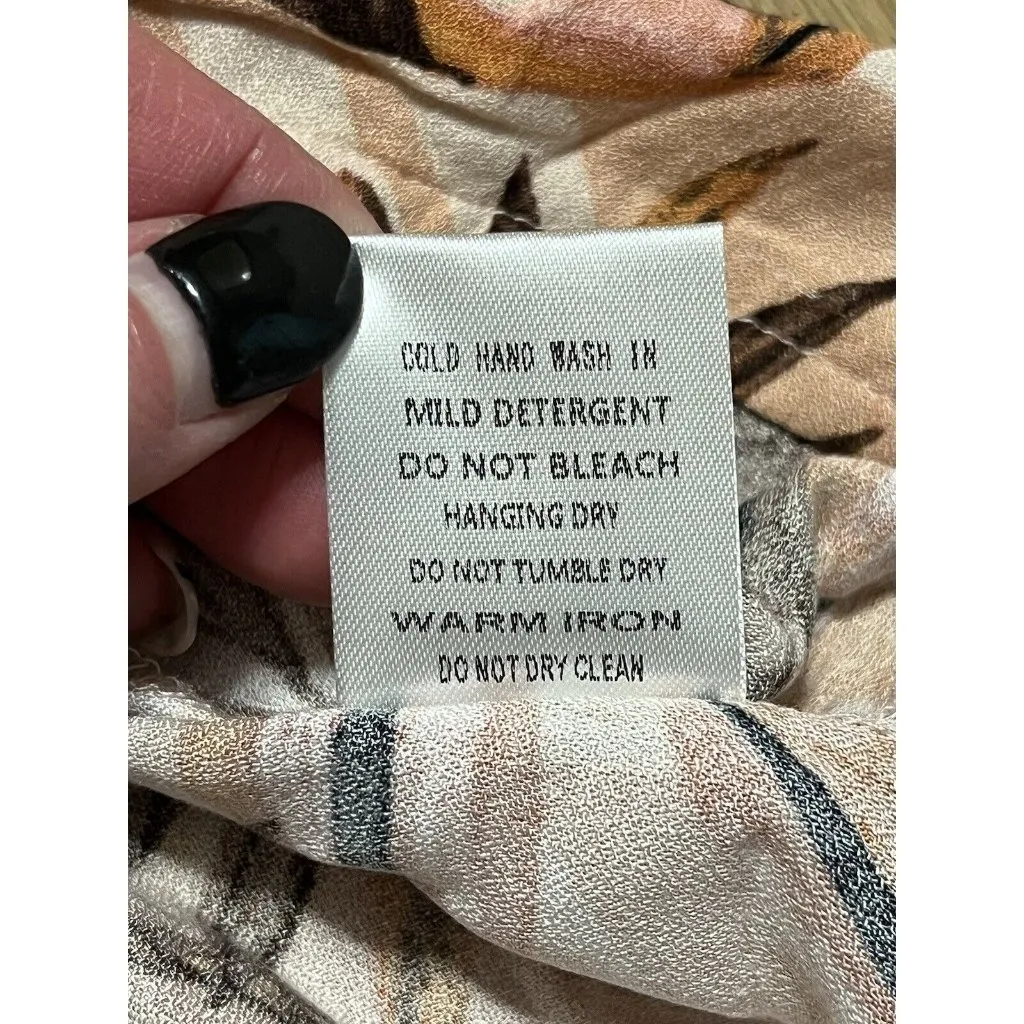 COLD HAND WASH IN
MILD DETERGENT
DO NOT BLEACH
HANGING DRY
DO NOT TUMBLE DRY
WARM IRON
DO NOT DRY CLEAN